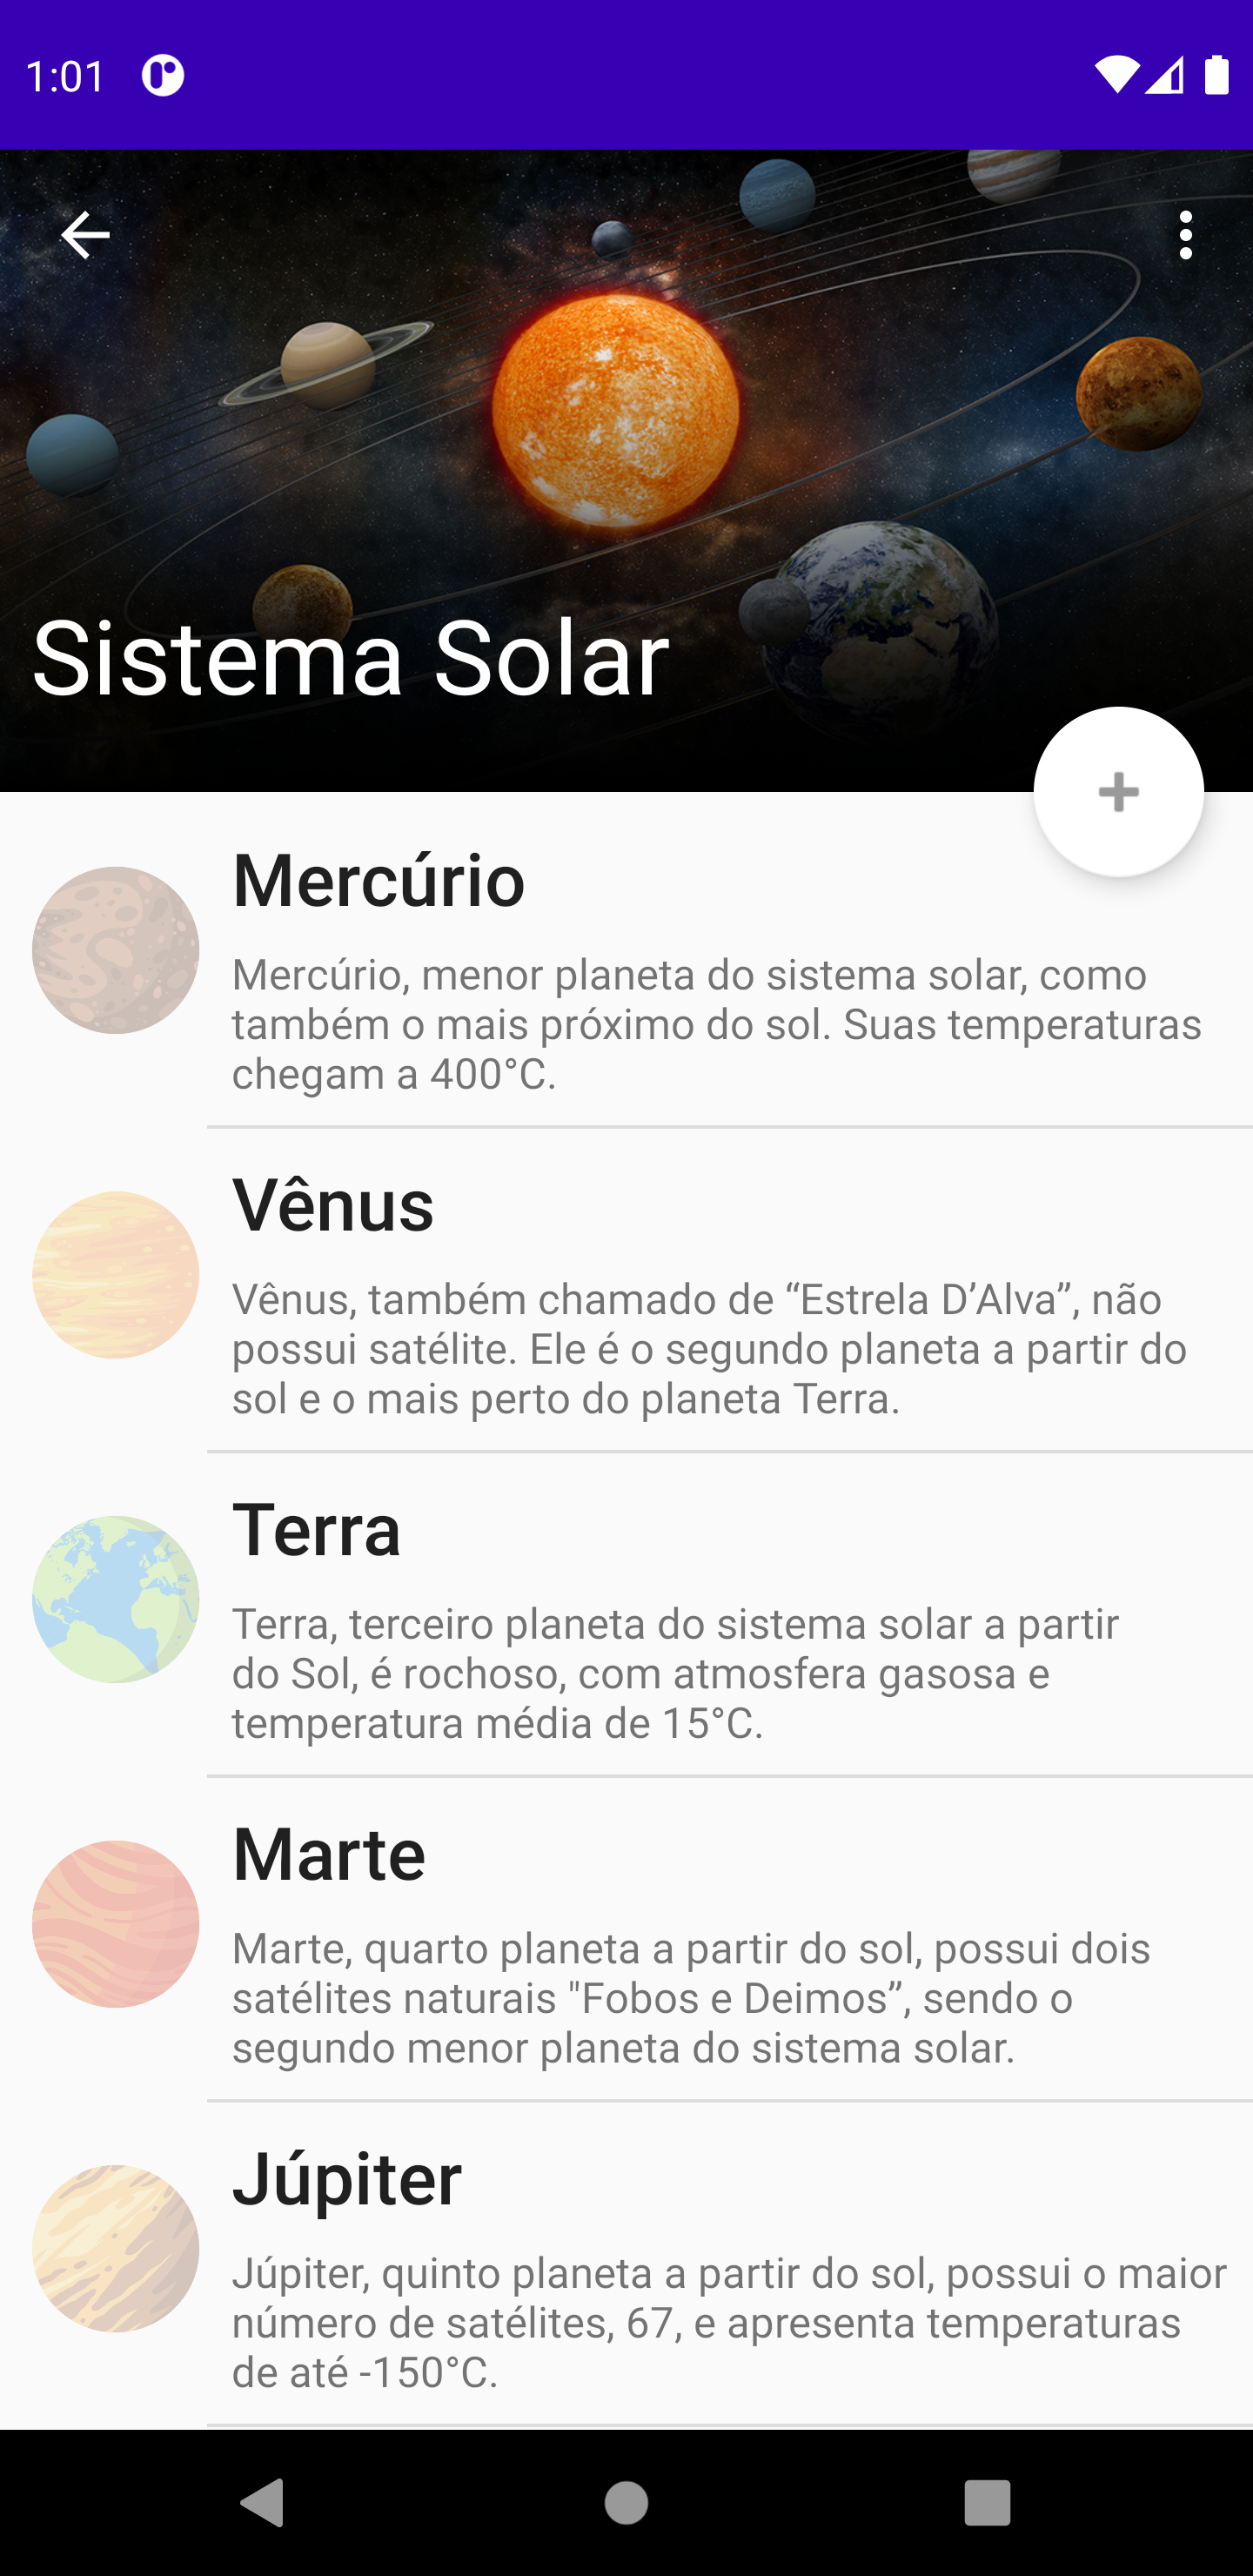 1:01
Sistema Solar
Mercúrio
Mercúrio, menor planeta do sistema solar, como
também o mais próximo do sol. Suas temperaturas
chegam a 400°C.
Vênus
Vênus, também chamado de “Estrela D’Alva”, não
possui satélite. Ele é o segundo planeta a partir do
sol e o mais perto do planeta Terra.
Terra
Terra, terceiro planeta do sistema solar a partir
do Sol, é rochoso, com atmosfera gasosa e
temperatura média de 15°C.
Marte
Marte, quarto planeta a partir do sol, possui dois
satélites naturais "Fobos e Deimos”, sendo o
segundo menor planeta do sistema solar.
Júpiter
Júpiter, quinto planeta a partir do sol, possui o maior
número de satélites, 67, e apresenta temperaturas
de até -150°C.